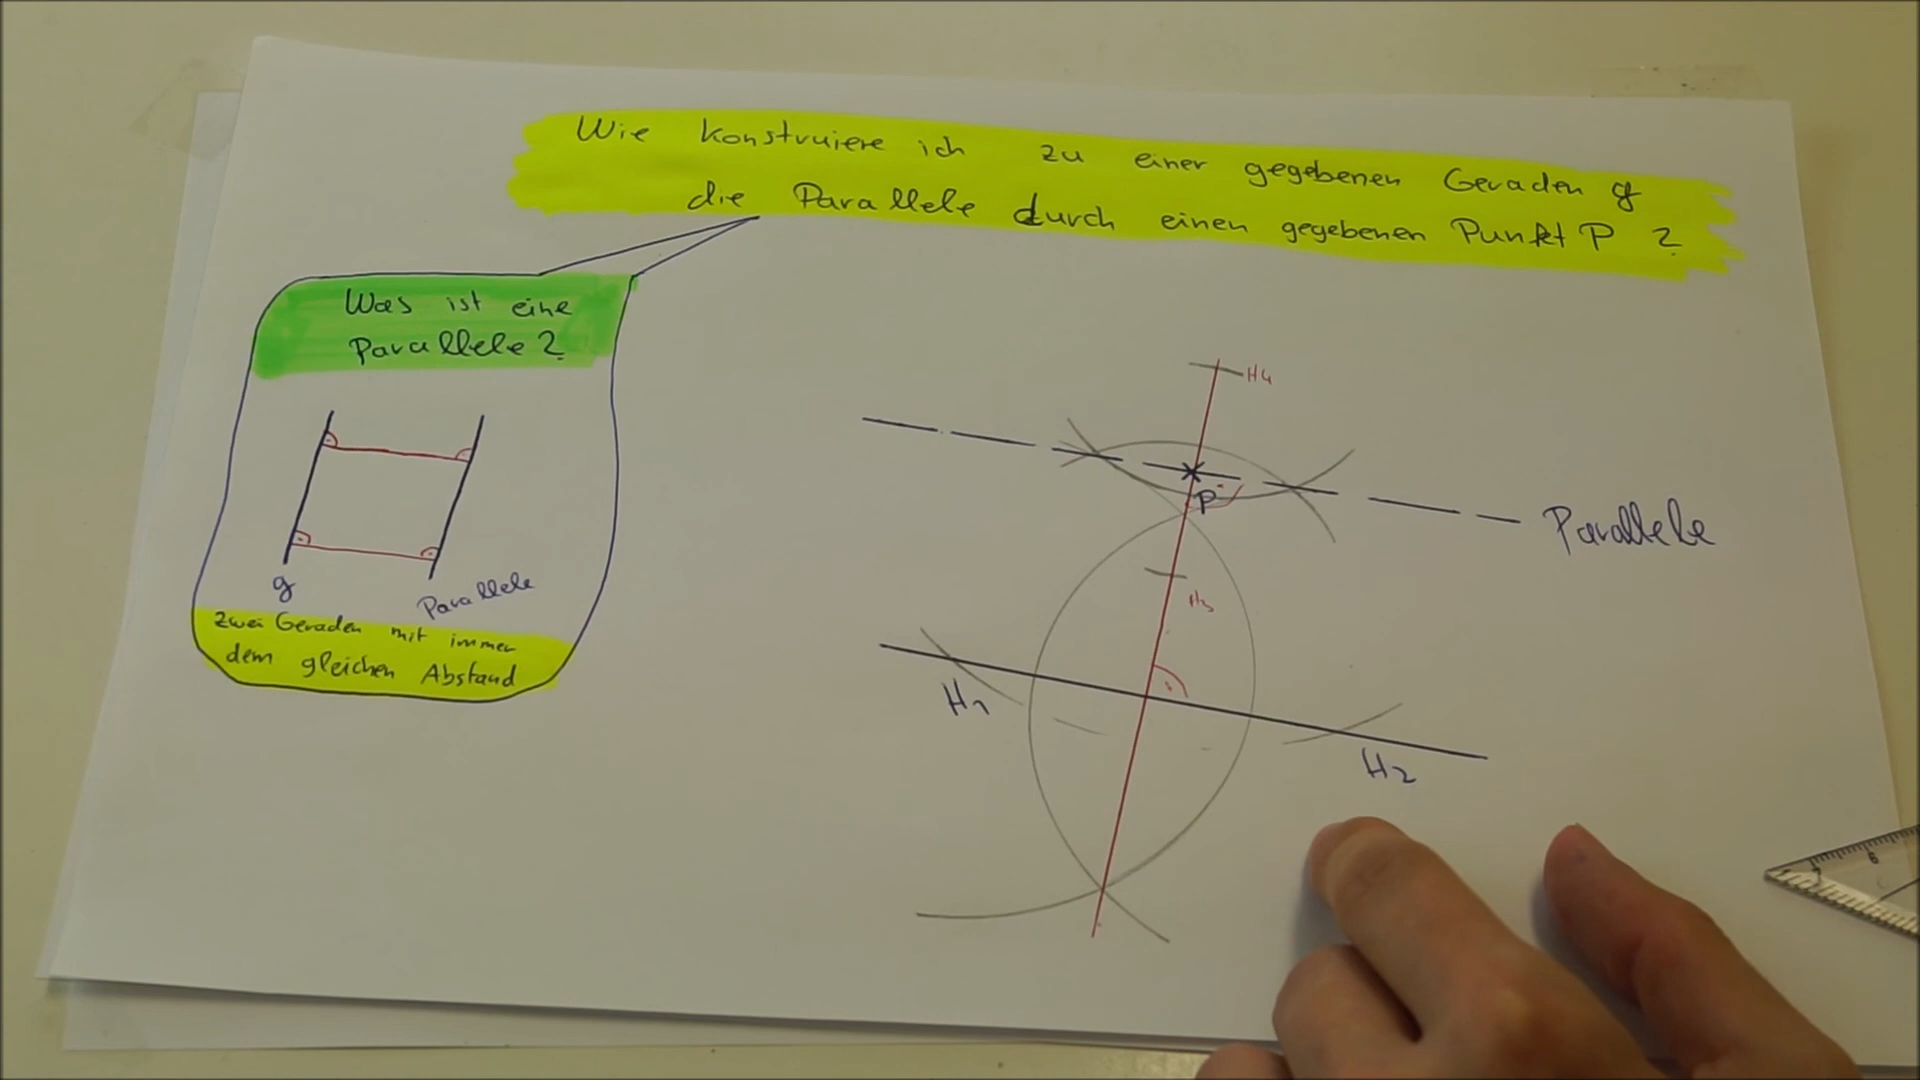 Wie konstruiere ich zu einer gegebenen Geraden g
die Parallele durch einen gegebenen Punkt P ?
Was ist eine
Parallele?
g
Parallele
zwei Geraden mit immer
dem gleichen Abstand
H4
P
Parallele
H3
H1
H2